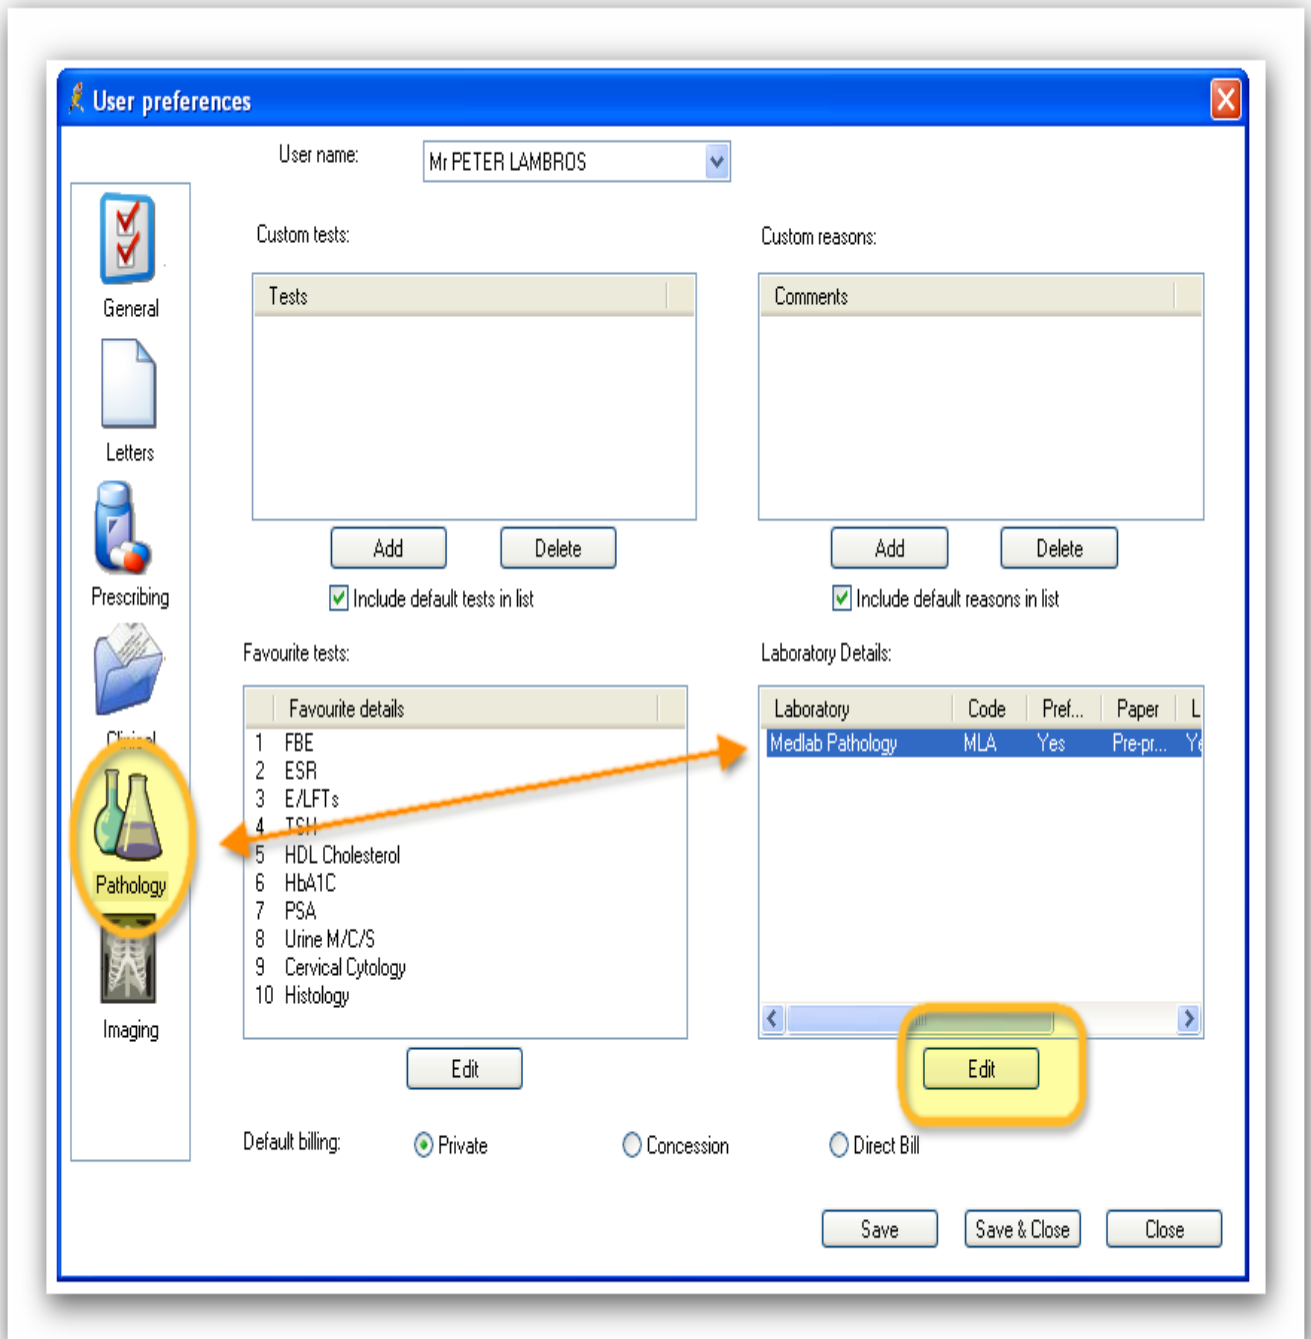 User preferences
User name: Mr PETER LAMBROS
General
Letters
Prescribing
Clinical
Pathology
Imaging
Custom tests:
Tests
Add Delete
Include default tests in list
Custom reasons:
Comments
Add Delete
Include default reasons in list
Favourite tests:
Favourite details
1 FBE
2 ESR
3 E/LFTs
4 TSH
5 HDL Cholesterol
6 HbA1C
7 PSA
8 Urine M/C/S
9 Cervical Cytology
10 Histology
Edit
Laboratory Details:
Laboratory Code Pref... Paper L
Medlab Pathology MLA Yes Pre-pr... Ye
Edit
Default billing: Private Concession Direct Bill
Save Save & Close Close